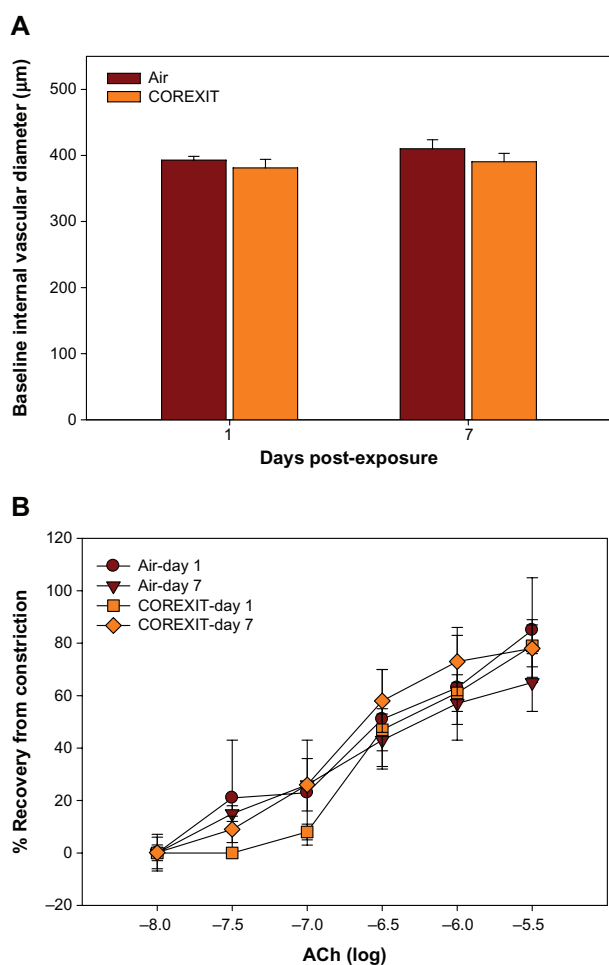 A
Baseline internal vascular diameter (µm)
500
400
300
200
100
0
Air
COREXIT
1
7
Days post-exposure
B
% Recovery from constriction
120
100
80
60
40
20
0
–20
Air-day 1
Air-day 7
COREXIT-day 1
COREXIT-day 7
–8.0
–7.5
–7.0
–6.5
–6.0
–5.5
ACh (log)